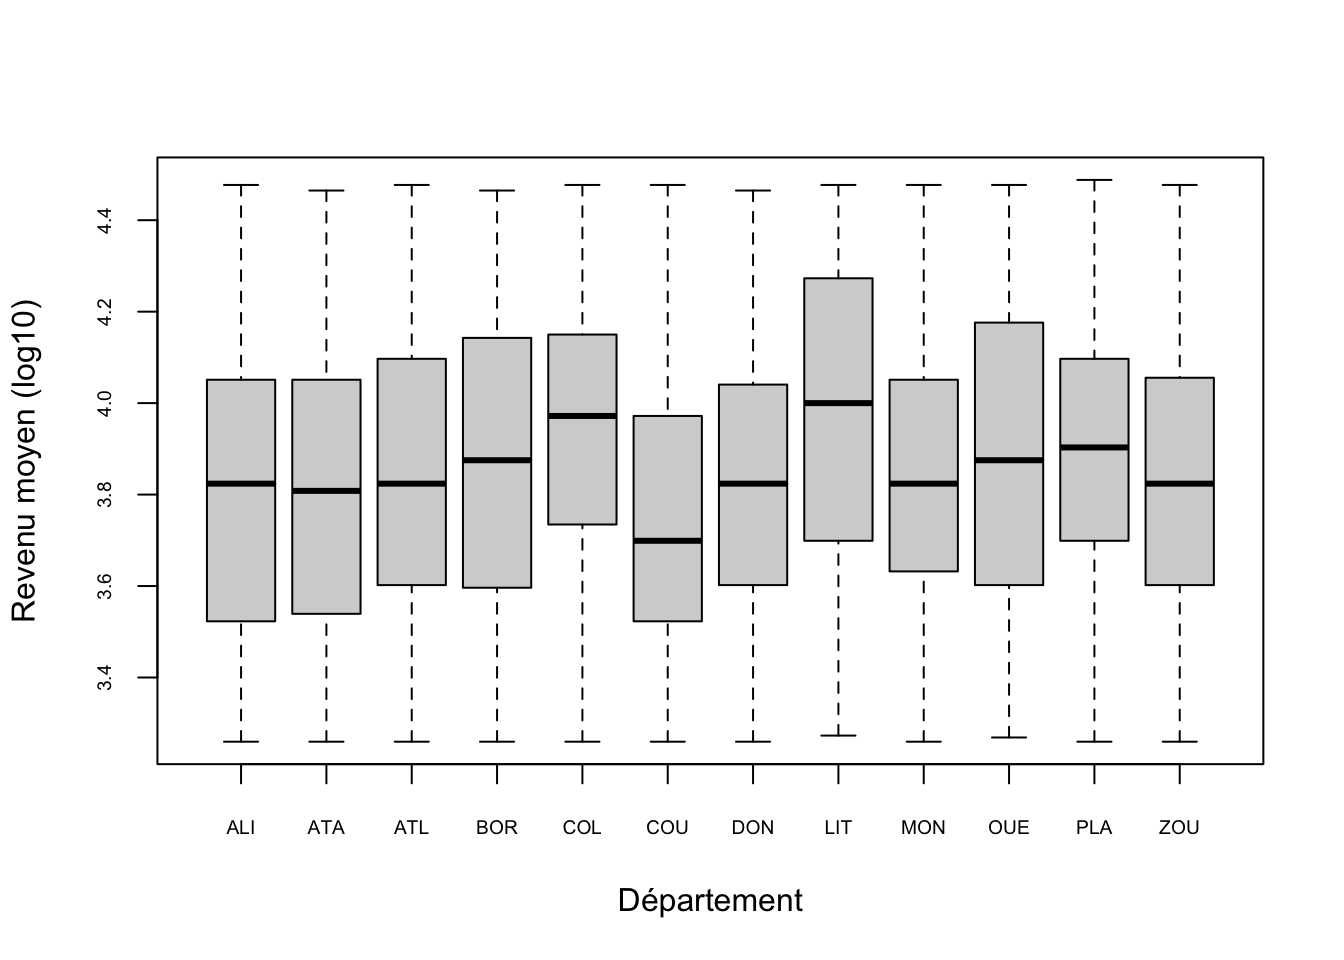 Revenu moyen (log10)
4.4
4.2
4.0
3.8
3.6
3.4
ALI ATA ATL BOR COL COU DON LIT MON OUE PLA ZOU
Département